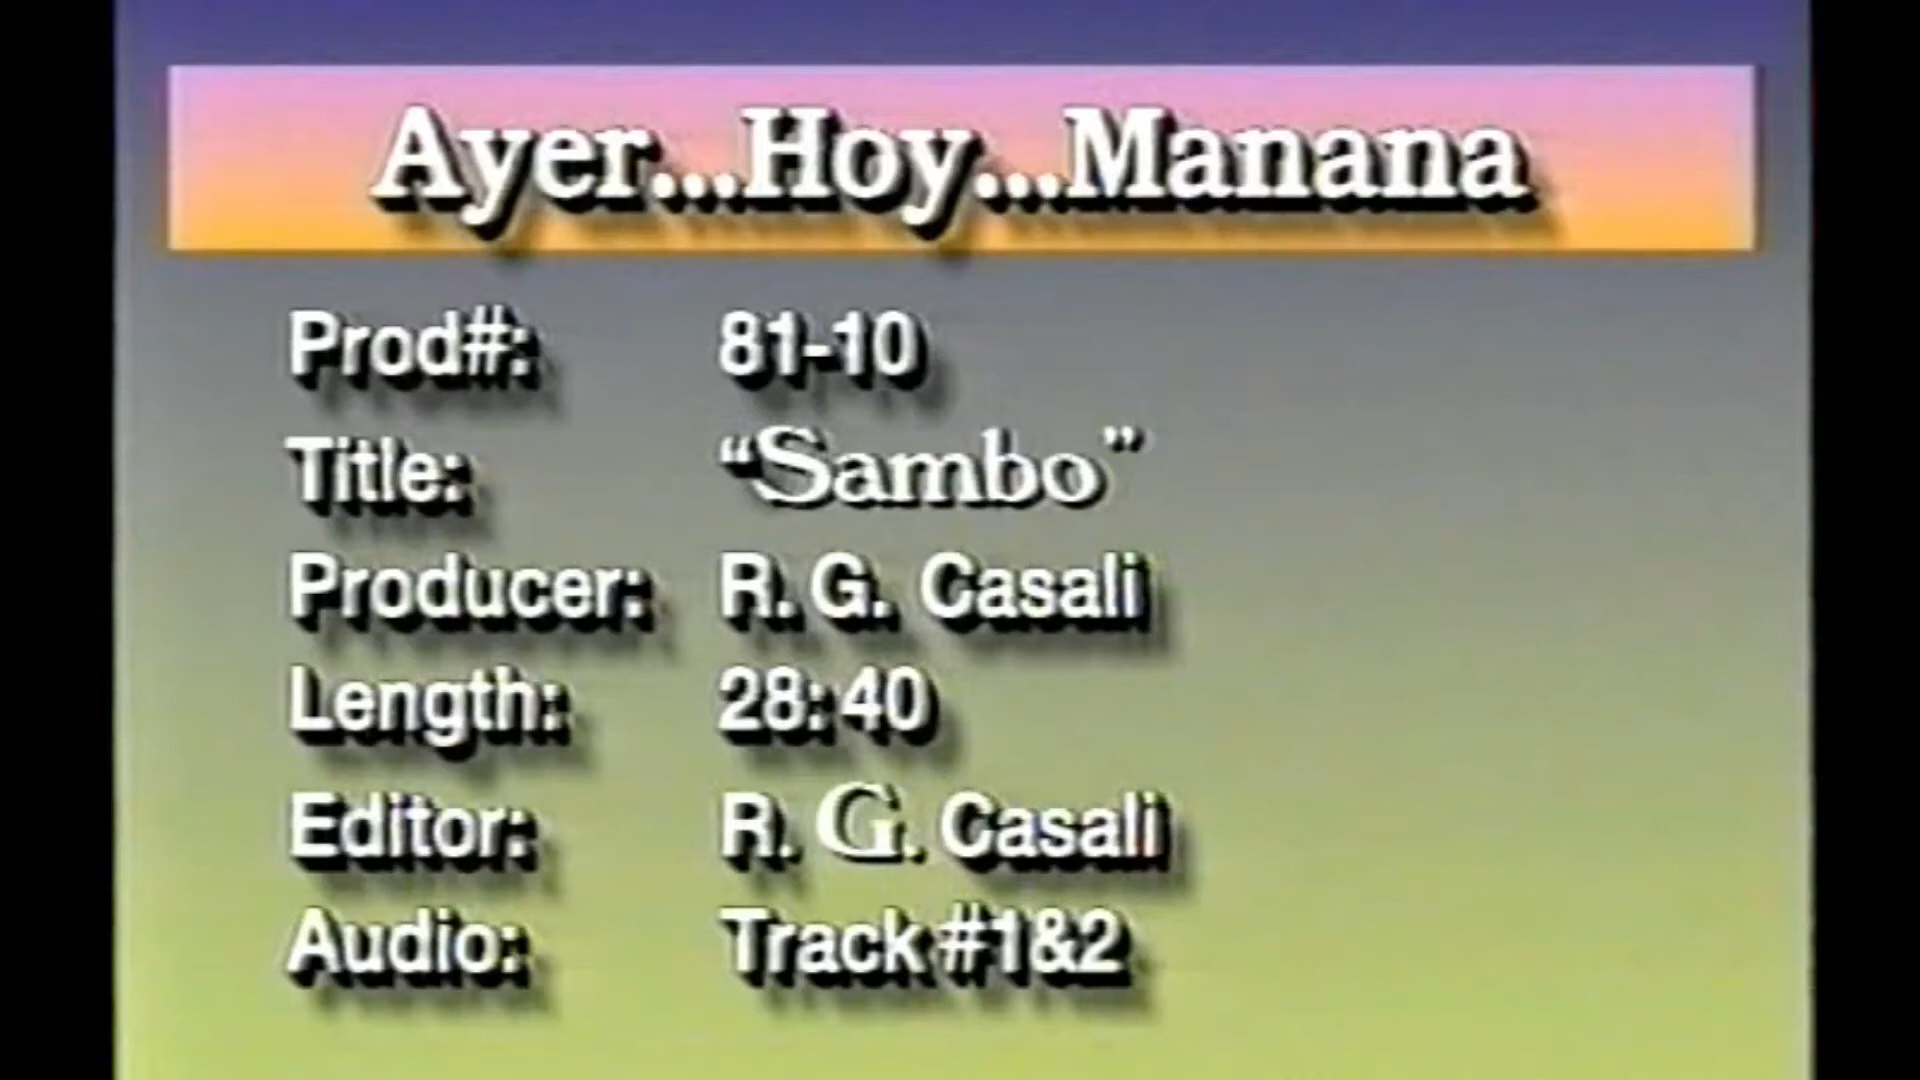 Ayer...Hoy...Manana
Prod#: 81-10
Title: “Sambo”
Producer: R. G. Casali
Length: 28:40
Editor: R. G. Casali
Audio: Track #1&2